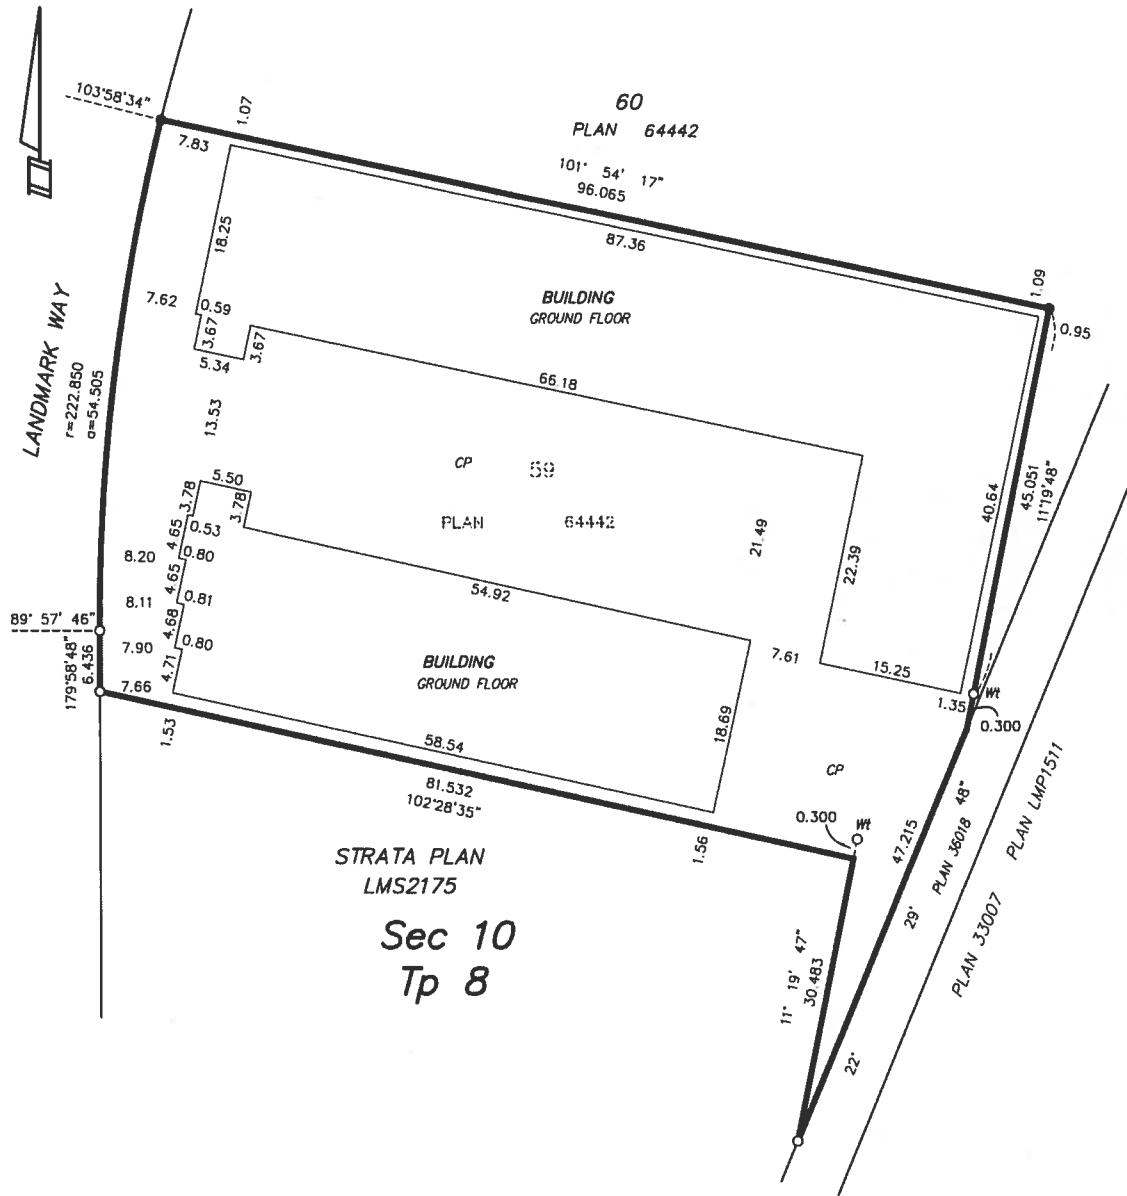 103°58'34"
1.07
60
PLAN 64442
7.83
101° 54' 17"
96.065
87.36
18.25
1.09
0.95
7.62
0.59
3.67
5.34
3.67
BUILDING
GROUND FLOOR
LANDMARK WAY
r=222.850
a=54.505
66.18
13.53
CP
59
PLAN 64442
5.50
3.78
3.78
4.65
0.53
0.80
4.65
0.81
4.68
0.80
4.71
8.20
8.11
7.90
7.66
89° 57' 46"
179°58'48"
6.436
21.49
22.39
40.64
45.051
11°19'48"
54.92
BUILDING
GROUND FLOOR
7.61
15.25
1.35
Wt
0.300
18.69
1.53
58.54
81.532
102°28'35"
1.56
CP
0.300
Wt
STRATA PLAN
LMS2175
Sec 10
Tp 8
11° 19' 47"
30.483
47.215
22° 29' 48"
PLAN 36018
PLAN 33007
PLAN LMP1511